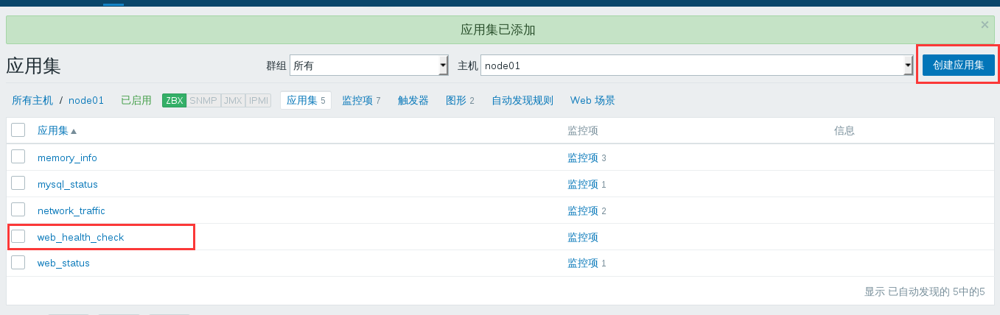 应用集已添加
应用集 群组 所有 主机 node01 创建应用集
所有主机 / node01 已启用 ZBX SNMP JMX IPMI 应用集 5 监控项 7 触发器 图形 2 自动发现规则 Web 场景
应用集 监控项 信息
memory_info 监控项 3
mysql_status 监控项 1
network_traffic 监控项 2
web_health_check 监控项
web_status 监控项 1
显示 已自动发现的 5中的5